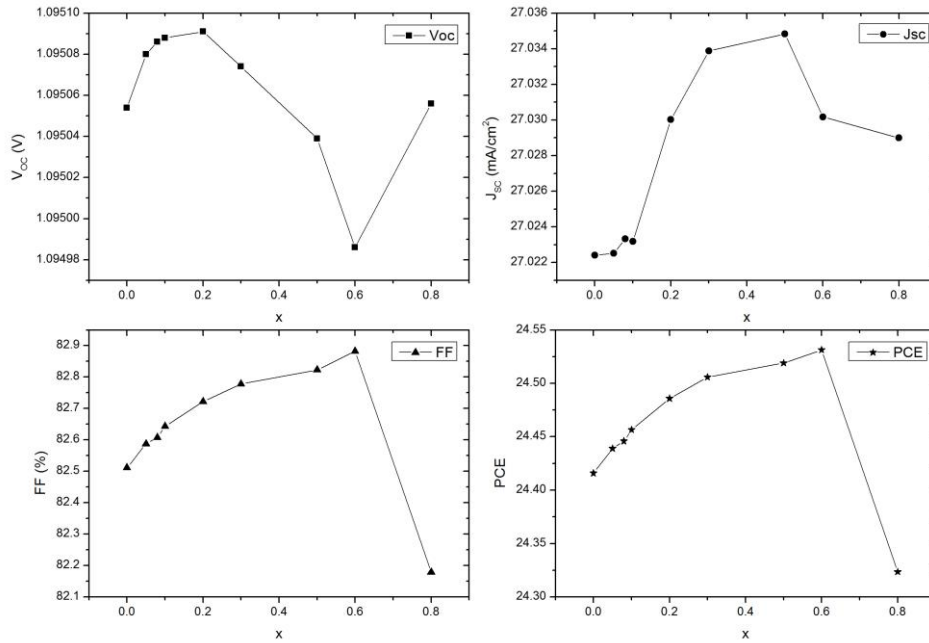 1.09510
1.09508
1.09506
1.09504
1.09502
1.09500
1.09498
V_OC (V)
Voc
0.0 0.2 0.4 0.6 0.8
x
27.036
27.034
27.032
27.030
27.028
27.026
27.024
27.022
J_SC (mA/cm²)
Jsc
0.0 0.2 0.4 0.6 0.8
x
82.9
82.8
82.7
82.6
82.5
82.4
82.3
82.2
82.1
FF (%)
FF
0.0 0.2 0.4 0.6 0.8
x
24.55
24.50
24.45
24.40
24.35
24.30
PCE
PCE
0.0 0.2 0.4 0.6 0.8
x